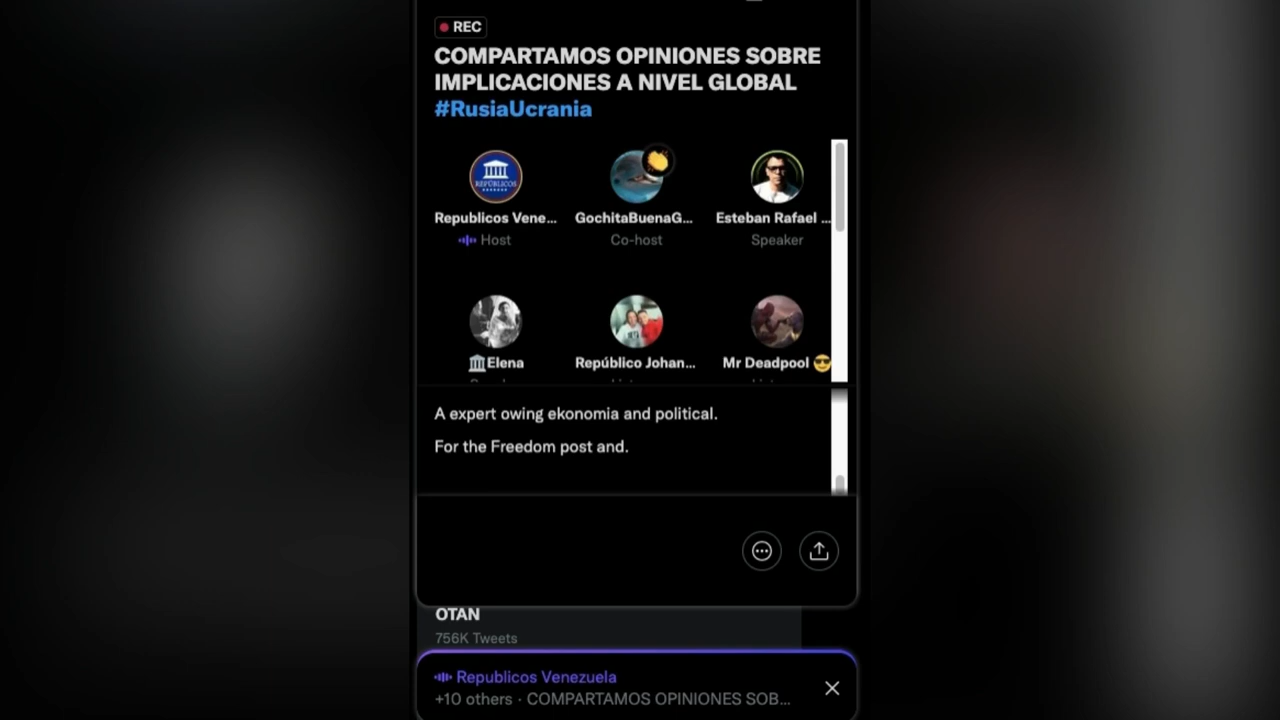 REC
COMPARTAMOS OPINIONES SOBRE
IMPLICACIONES A NIVEL GLOBAL
#RusiaUcrania
REPÚBLICOS
Republicos Vene...
GochitaBuenaG...
Esteban Rafael ...
Host
Co-host
Speaker
Elena
Repúblico Johan...
Mr Deadpool
A expert owing ekonomia and political.
For the Freedom post and.
OTAN
756K Tweets
Republicos Venezuela
+10 others · COMPARTAMOS OPINIONES SOB...